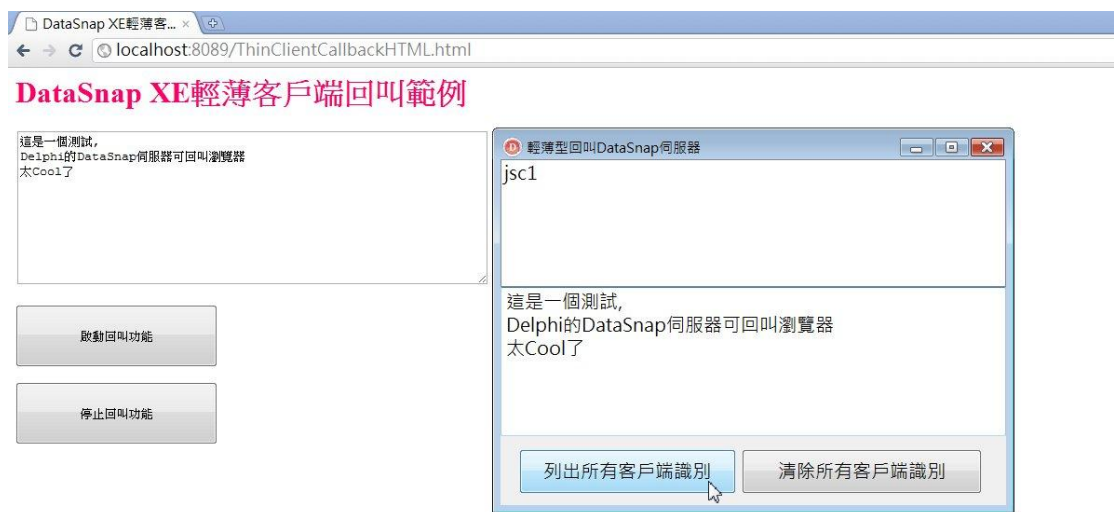 DataSnap XE輕薄客...
localhost:8089/ThinClientCallbackHTML.html
DataSnap XE輕薄客戶端回叫範例
這是一個測試,
Delphi的DataSnap伺服器可回叫瀏覽器
太Cool了
啟動回叫功能
停止回叫功能
輕薄型回叫DataSnap伺服器
jsc1
這是一個測試,
Delphi的DataSnap伺服器可回叫瀏覽器
太Cool了
列出所有客戶端識別
清除所有客戶端識別